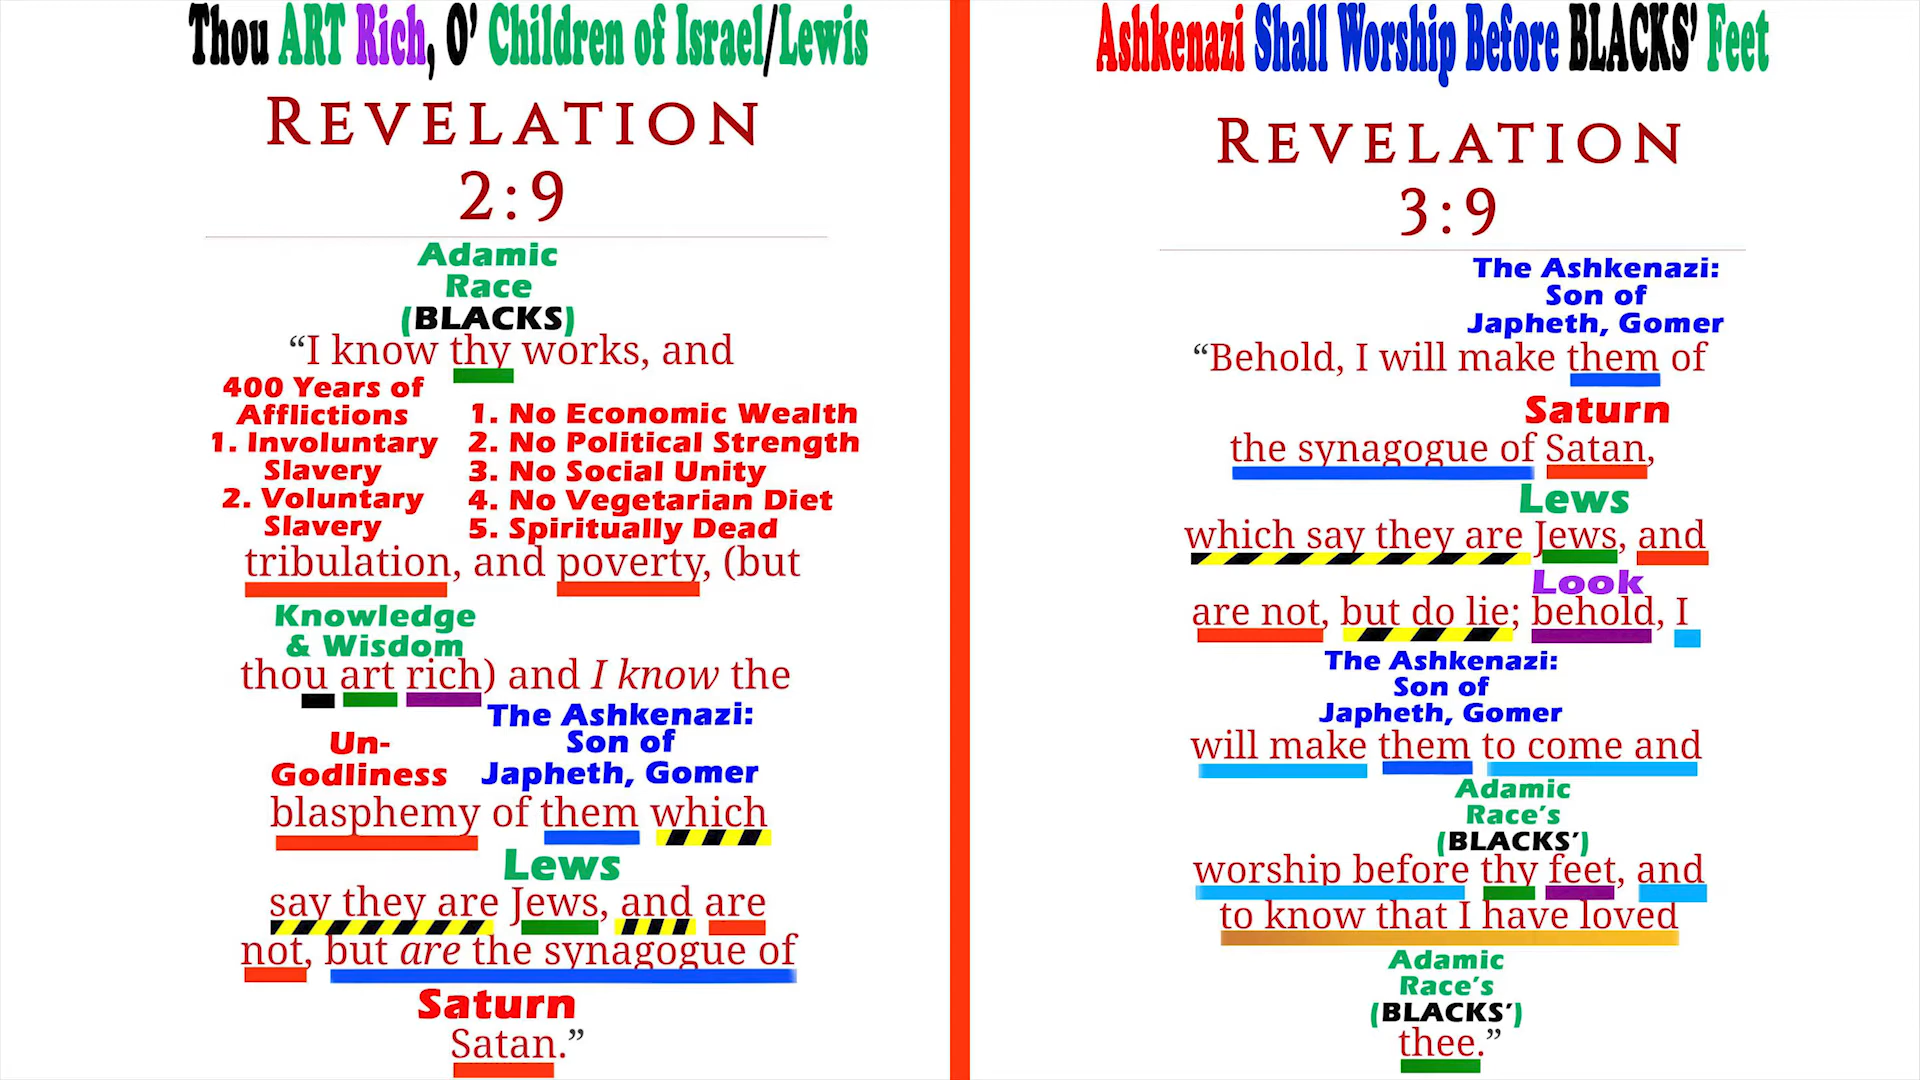 Thou ART Rich, O' Children of Israel/Lewis
REVELATION
2:9
Adamic
Race
(BLACKS)
“I know thy works, and
400 Years of
Afflictions
1. Involuntary
Slavery
2. Voluntary
Slavery
1. No Economic Wealth
2. No Political Strength
3. No Social Unity
4. No Vegetarian Diet
5. Spiritually Dead
tribulation, and poverty, (but
Knowledge
& Wisdom
thou art rich) and I know the
Un-
Godliness
The Ashkenazi:
Son of
Japheth, Gomer
blasphemy of them which
Lews
say they are Jews, and are
not, but are the synagogue of
Saturn
Satan.”
Ashkenazi Shall Worship Before BLACKS' Feet
REVELATION
3:9
The Ashkenazi:
Son of
Japheth, Gomer
“Behold, I will make them of
Saturn
the synagogue of Satan,
Lews
which say they are Jews, and
Look
are not, but do lie; behold, I
The Ashkenazi:
Son of
Japheth, Gomer
will make them to come and
Adamic
Race's
(BLACKS')
worship before thy feet, and
to know that I have loved
Adamic
Race's
(BLACKS')
thee.”